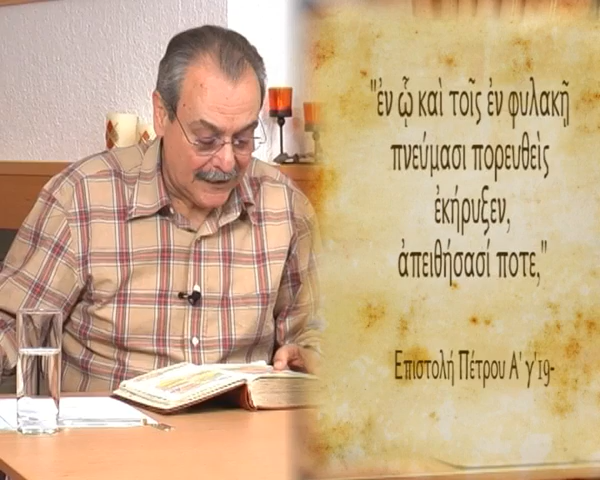 "ἐν ᾧ καὶ τοῖς ἐν φυλακῇ
πνεύμασι πορευθεὶς
ἐκήρυξεν,
ἀπειθήσασί ποτε,"
Επιστολή Πέτρου Α' γ'19-